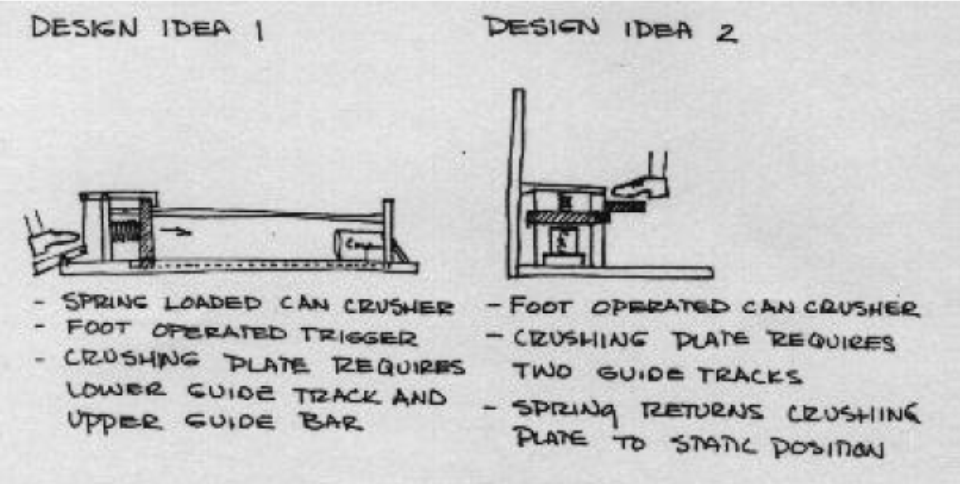 DESIGN IDEA 1
- SPRING LOADED CAN CRUSHER
- FOOT OPERATED TRIGGER
- CRUSHING PLATE REQUIRES
LOWER GUIDE TRACK AND
UPPER GUIDE BAR
DESIGN IDEA 2
- FOOT OPERATED CAN CRUSHER
- CRUSHING PLATE REQUIRES
TWO GUIDE TRACKS
- SPRING RETURNS CRUSHING
PLATE TO STATIC POSITION